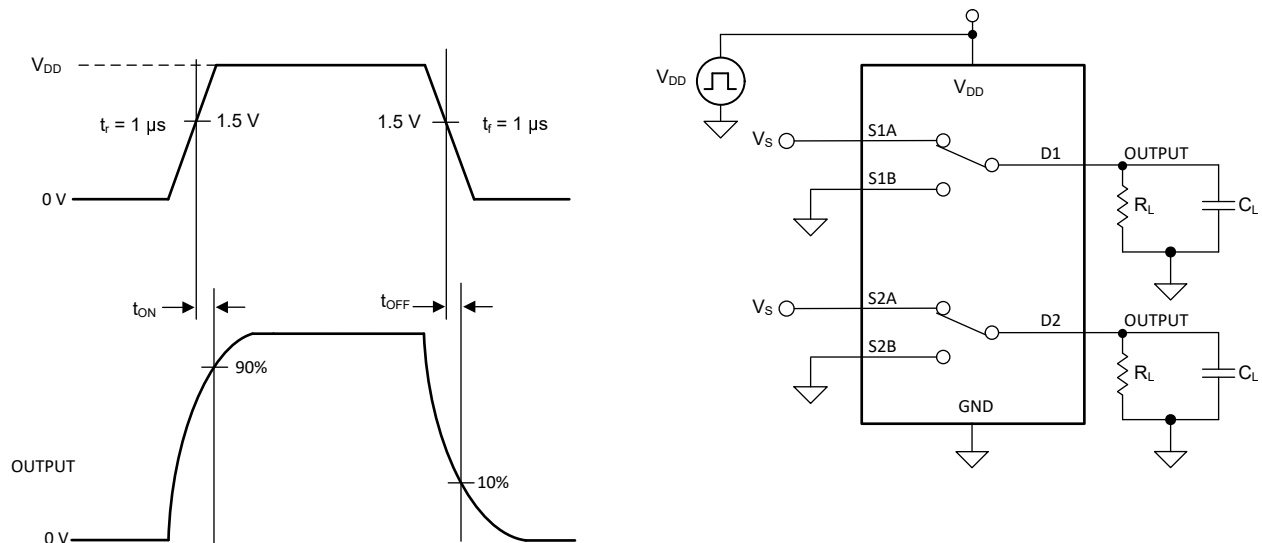 V_DD
t_r = 1 µs
1.5 V
1.5 V
t_f = 1 µs
0 V
t_ON
t_OFF
90%
10%
OUTPUT
0 V
V_DD
V_DD
V_S
S1A
D1
OUTPUT
S1B
R_L
C_L
V_S
S2A
D2
OUTPUT
S2B
R_L
C_L
GND